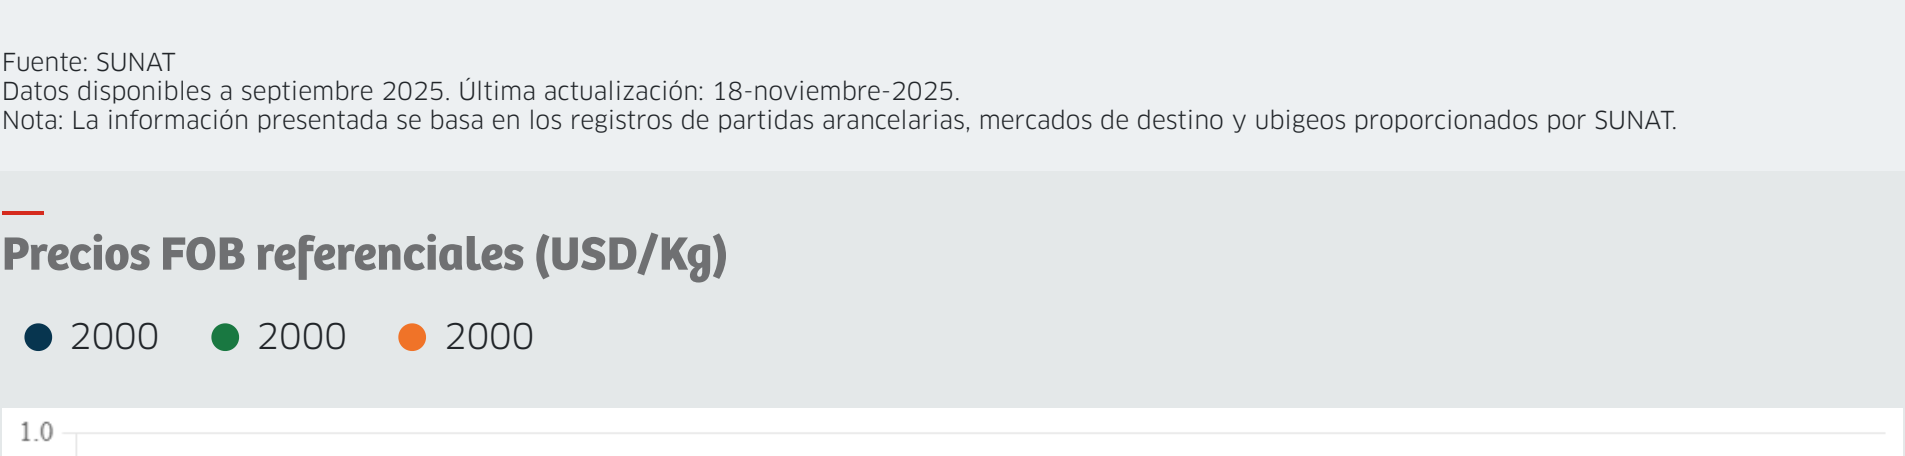 Fuente: SUNAT
Datos disponibles a septiembre 2025. Última actualización: 18-noviembre-2025.
Nota: La información presentada se basa en los registros de partidas arancelarias, mercados de destino y ubigeos proporcionados por SUNAT.
Precios FOB referenciales (USD/Kg)
2000 2000 2000
1.0